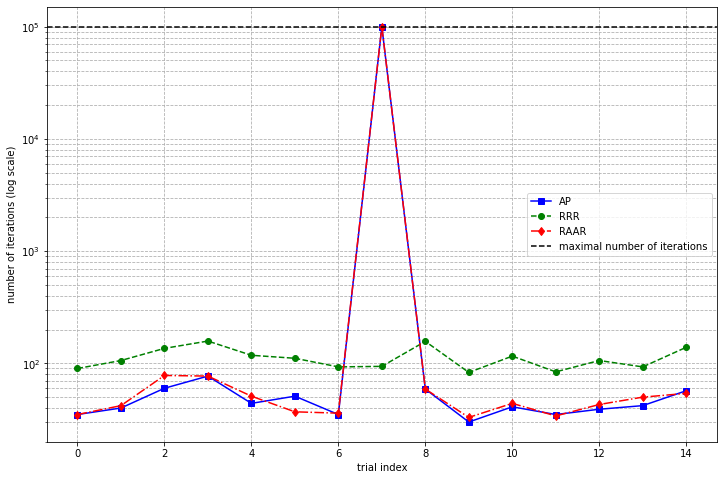 number of iterations (log scale)
10^5
10^4
10^3
10^2
AP
RRR
RAAR
maximal number of iterations
0 2 4 6 8 10 12 14
trial index